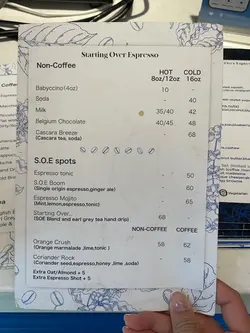 Starting Over Espresso
Non-Coffee HOT COLD
8oz/12oz 16oz
Babyccino(4oz) 10 -
Soda - 40
Milk 35/40 42
Belgium Chocolate 40/45 48
Cascara Breeze - 68
(Cascara tea, soda)
S.O.E spots
Espresso tonic - 50
S.O.E Boom - 60
(Single origin espresso,ginger ale)
Espresso Mojito - 65
(Mint,lemon,espresso,tonic)
Starting Over.. 68 -
(SOE Blend and earl grey tea hand drip)
NON-COFFEE COFFEE
Orange Crush 58 62
(Orange marmalade ,lime,tonic )
Coriander Rock - 58
(Coriander seed,espresso,honey ,lime ,soda)
Extra Oat/Almond + 5
Extra Espresso Shot + 5